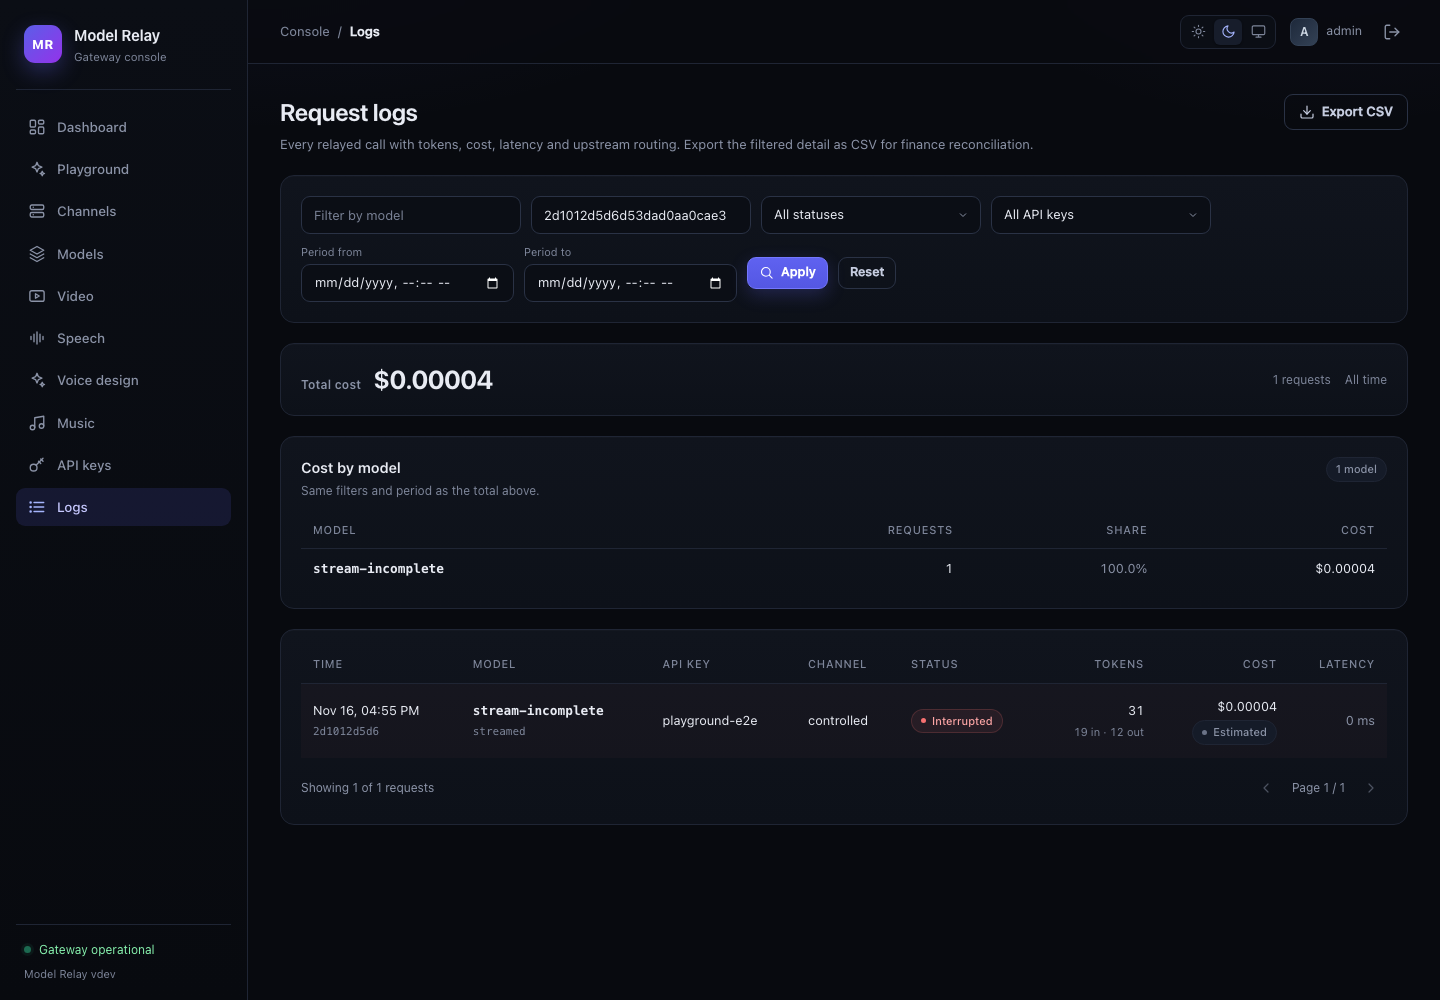 MR
Model Relay
Gateway console
Dashboard
Playground
Channels
Models
Video
Speech
Voice design
Music
API keys
Logs
Gateway operational
Model Relay vdev
Console / Logs
A admin
Request logs
Export CSV
Every relayed call with tokens, cost, latency and upstream routing. Export the filtered detail as CSV for finance reconciliation.
Filter by model 2d1012d5d6d53dad0aa0cae3 All statuses All API keys
Period from Period to
mm/dd/yyyy, --:-- -- mm/dd/yyyy, --:-- -- Apply Reset
Total cost $0.00004 1 requests All time
Cost by model 1 model
Same filters and period as the total above.
MODEL REQUESTS SHARE COST
stream-incomplete 1 100.0% $0.00004
TIME MODEL API KEY CHANNEL STATUS TOKENS COST LATENCY
Nov 16, 04:55 PM stream-incomplete playground-e2e controlled Interrupted 31 $0.00004 0 ms
2d1012d5d6 streamed 19 in · 12 out Estimated
Showing 1 of 1 requests Page 1 / 1